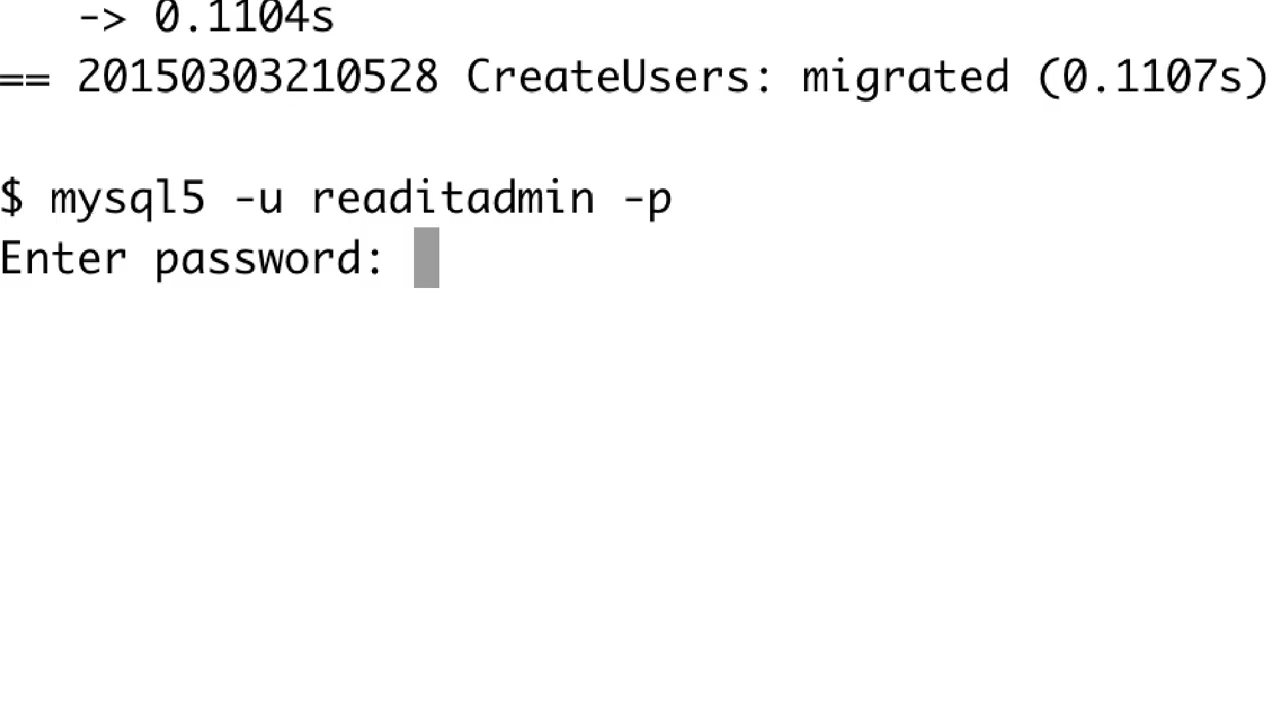 -> 0.1104s
== 20150303210528 CreateUsers: migrated (0.1107s)
$ mysql5 -u readitadmin -p
Enter password: